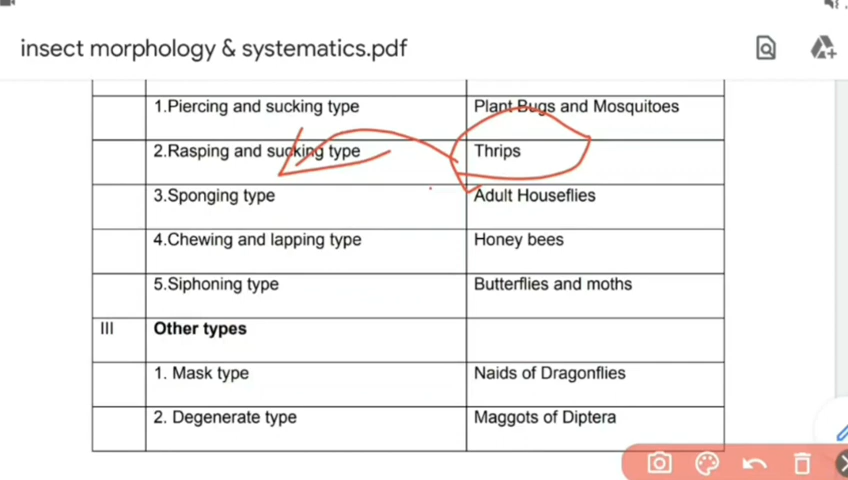 insect morphology & systematics.pdf
1.Piercing and sucking type Plant Bugs and Mosquitoes
2.Rasping and sucking type Thrips
3.Sponging type Adult Houseflies
4.Chewing and lapping type Honey bees
5.Siphoning type Butterflies and moths
III Other types
1. Mask type Naids of Dragonflies
2. Degenerate type Maggots of Diptera